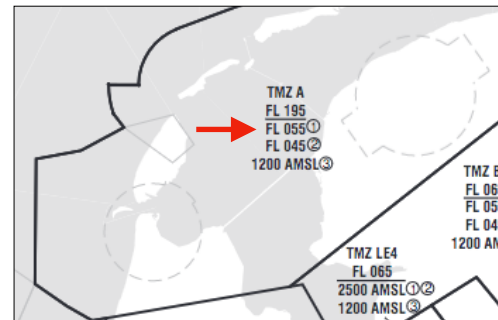 TMZ A
FL 195
FL 055①
FL 045②
1200 AMSL③
TMZ
FL 06
FL 05
FL 04
1200 AM
TMZ LE4
FL 065
2500 AMSL①②
1200 AMSL③